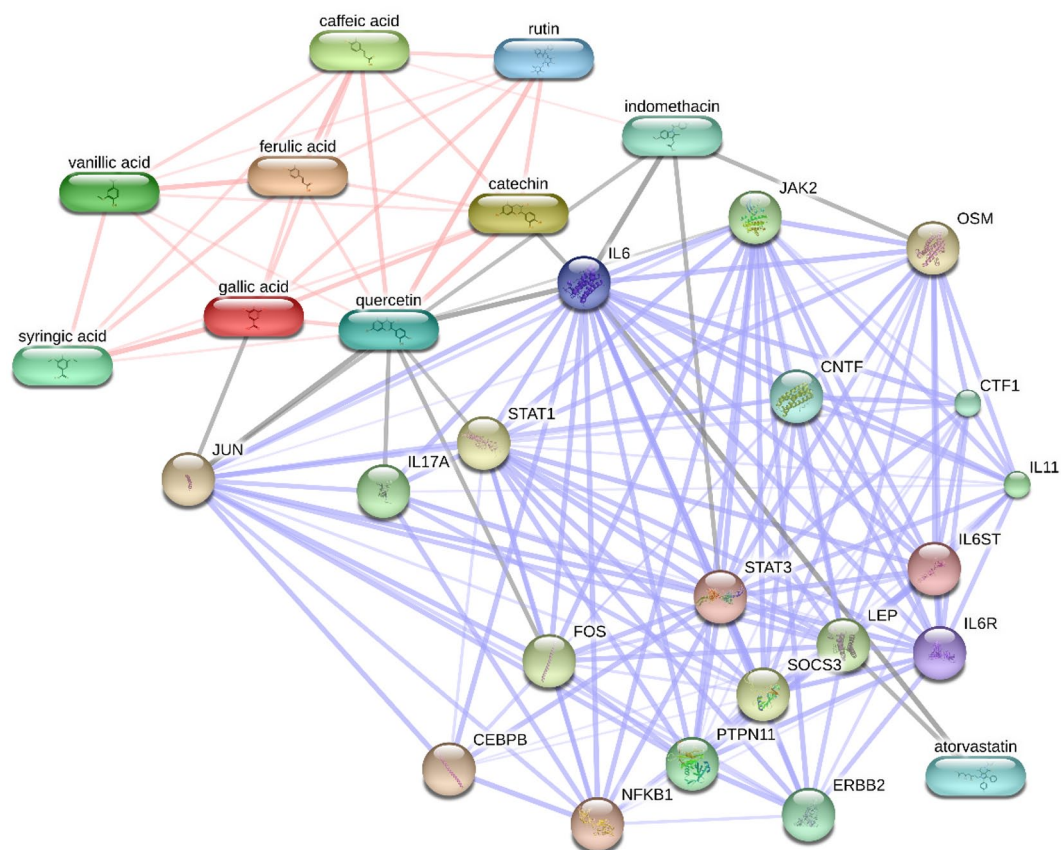 caffeic acid
rutin
indomethacin
vanillic acid
ferulic acid
catechin
JAK2
OSM
IL6
gallic acid
quercetin
syringic acid
CNTF
CTF1
STAT1
JUN
IL17A
IL11
IL6ST
STAT3
LEP
IL6R
FOS
SOCS3
CEBPB
PTPN11
atorvastatin
NFKB1
ERBB2